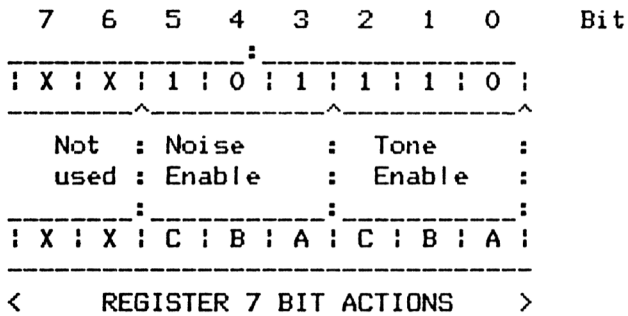 7 6 5 4 3 2 1 0 Bit
| X | X | 1 | 0 | 1 | 1 | 1 | 0 |
Not : Noise : Tone :
used : Enable : Enable :
| X | X | C | B | A | C | B | A |
< REGISTER 7 BIT ACTIONS >